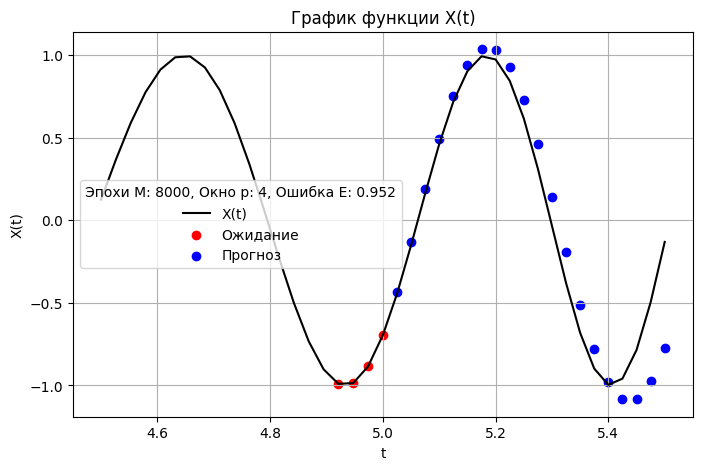 График функции X(t)
1.0
0.5
0.0
-0.5
-1.0
X(t)
Эпохи M: 8000, Окно p: 4, Ошибка E: 0.952
X(t)
Ожидание
Прогноз
4.6 4.8 5.0 5.2 5.4
t